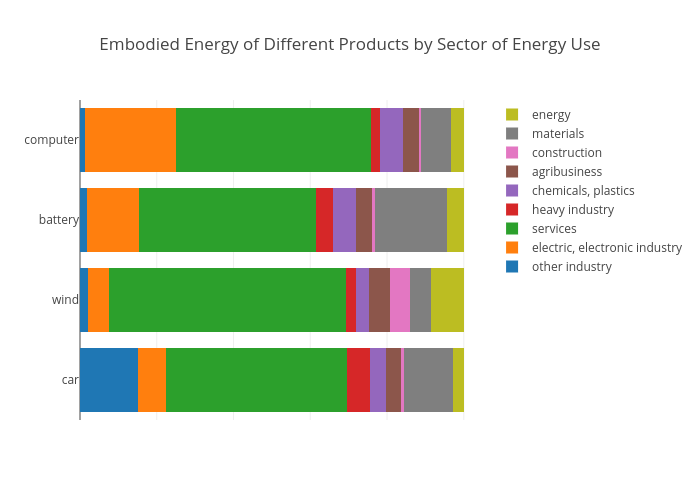 Embodied Energy of Different Products by Sector of Energy Use
computer
battery
wind
car
energy
materials
construction
agribusiness
chemicals, plastics
heavy industry
services
electric, electronic industry
other industry